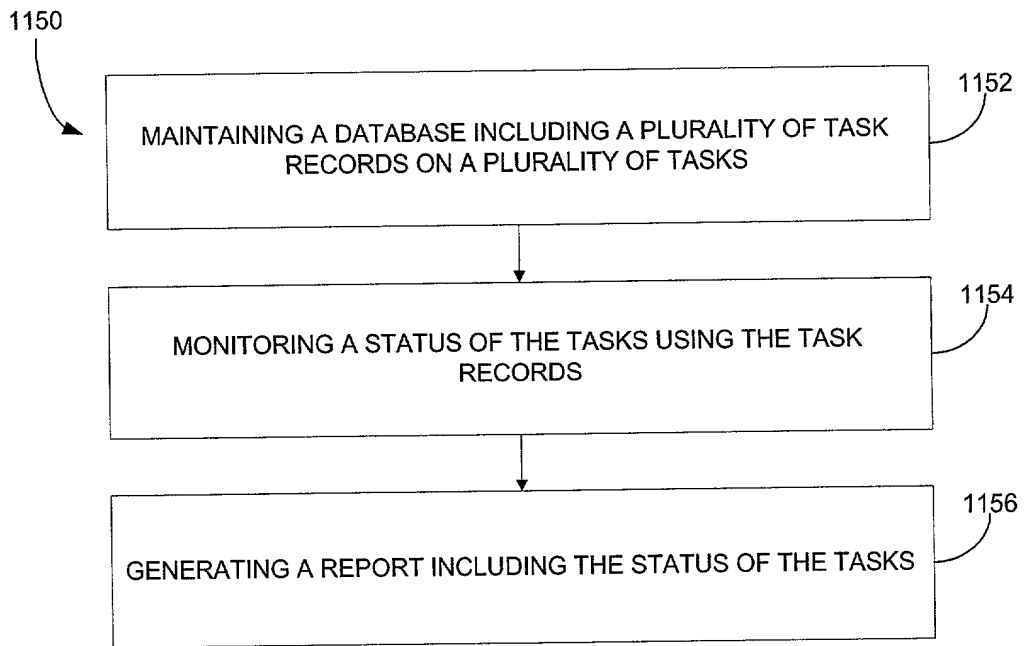 1150
1152
MAINTAINING A DATABASE INCLUDING A PLURALITY OF TASK
RECORDS ON A PLURALITY OF TASKS
1154
MONITORING A STATUS OF THE TASKS USING THE TASK
RECORDS
1156
GENERATING A REPORT INCLUDING THE STATUS OF THE TASKS